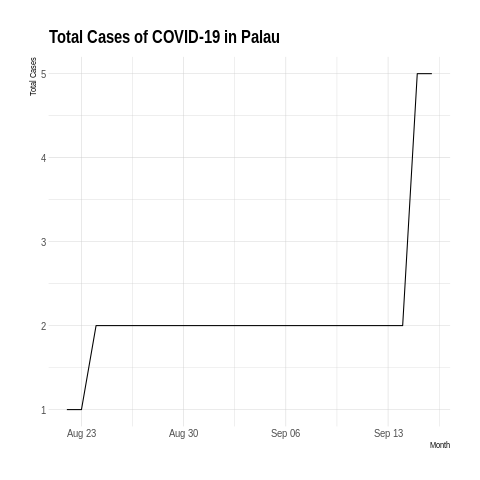 Total Cases of COVID-19 in Palau
Total Cases
5
4
3
2
1
Aug 23 Aug 30 Sep 06 Sep 13
Month